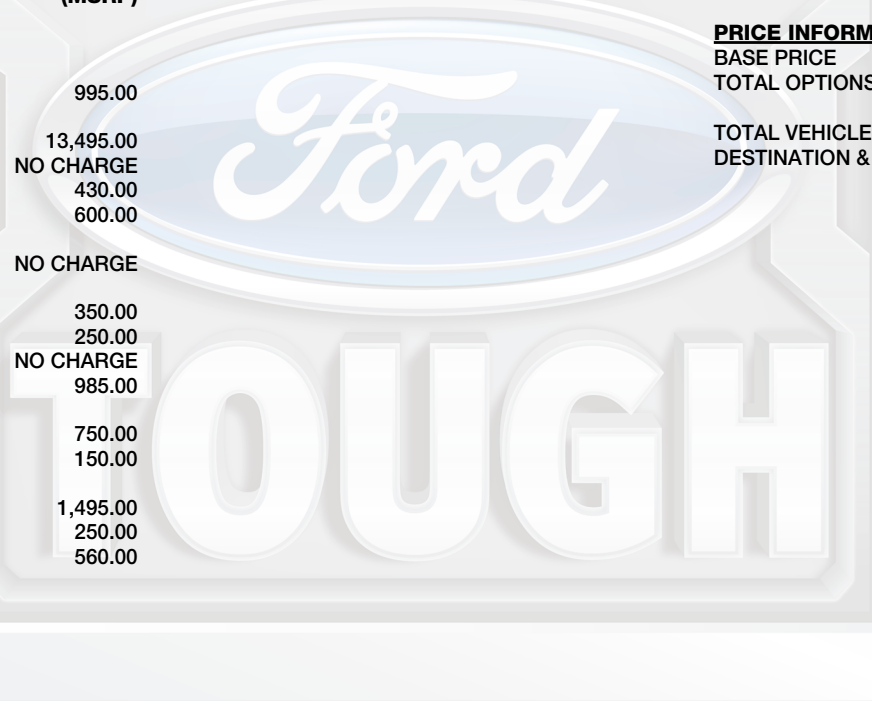 (MSRP)
995.00
13,495.00
NO CHARGE
430.00
600.00
NO CHARGE
350.00
250.00
NO CHARGE
985.00
750.00
150.00
1,495.00
250.00
560.00
PRICE INFORM
BASE PRICE
TOTAL OPTIONS
TOTAL VEHICLE
DESTINATION &
Ford
TOUGH